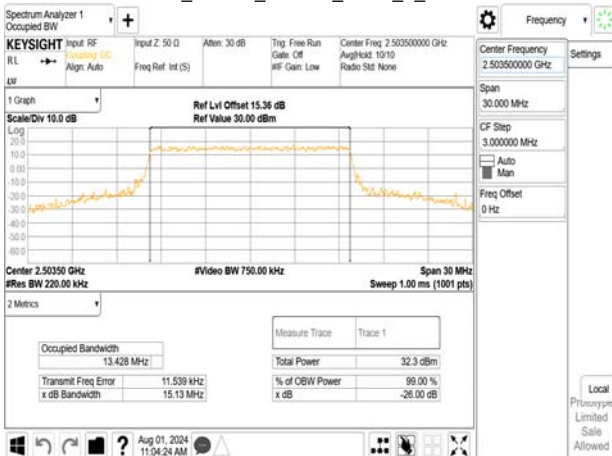 Spectrum Analyzer 1
Occupied BW
Frequency
KEYSIGHT
RL
Input: RF
Coupling: DC
Align: Auto
Input Z: 50 Ω
Freq Ref: Int (S)
Atten: 30 dB
Trig: Free Run
Gate: Off
#IF Gain: Low
Center Freq: 2.503500000 GHz
Avg|Hold: 10/10
Radio Std: None
Center Frequency
2.503500000 GHz
Settings
Span
30.000 MHz
CF Step
3.000000 MHz
Auto
Man
Freq Offset
0 Hz
1 Graph
Scale/Div 10.0 dB
Ref Lvl Offset 15.36 dB
Ref Value 30.00 dBm
Log
20.0
10.0
0.00
-10.0
-20.0
-30.0
-40.0
-50.0
-60.0
Center 2.50350 GHz
#Res BW 220.00 kHz
#Video BW 750.00 kHz
Span 30 MHz
Sweep 1.00 ms (1001 pts)
2 Metrics
Measure Trace
Trace 1
Occupied Bandwidth
13.428 MHz
Total Power
32.3 dBm
Transmit Freq Error
11.539 kHz
% of OBW Power
99.00 %
x dB Bandwidth
15.13 MHz
x dB
-26.00 dB
Local
Prototype
Limited
Sale
Allowed
?
Aug 01, 2024
11:04:24 AM